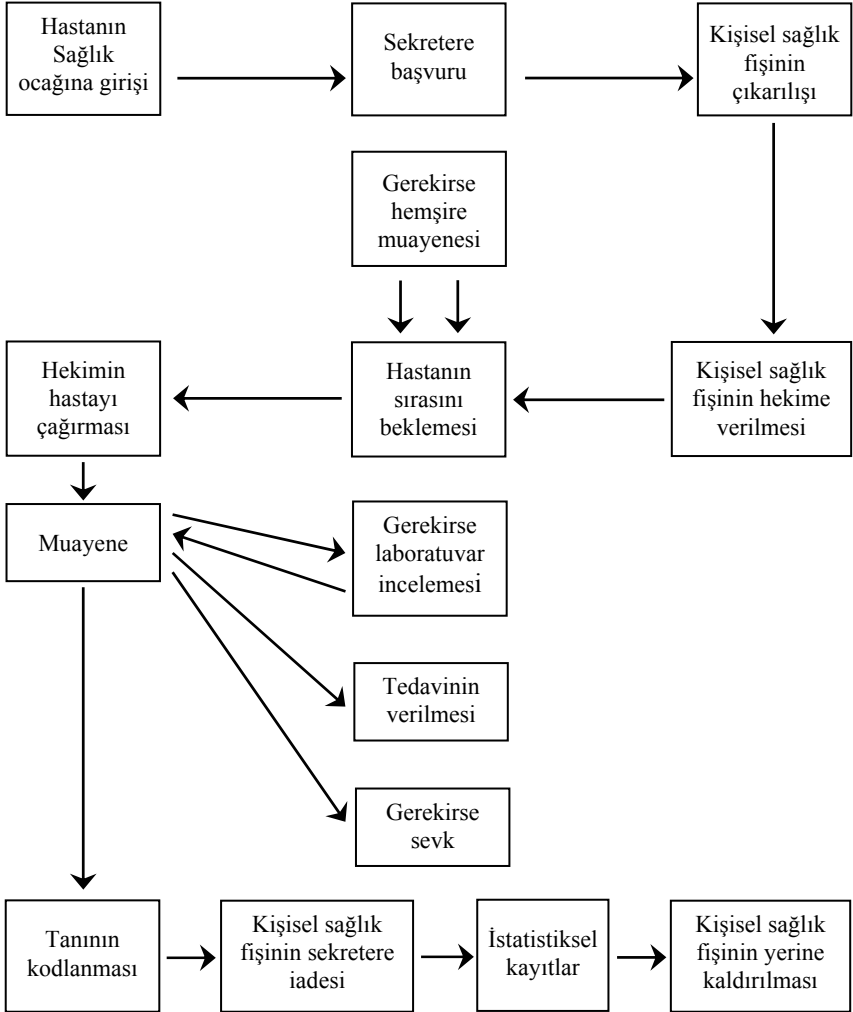 Hastanın
Sağlık
ocağına girişi
Sekretere
başvuru
Kişisel sağlık
fişinin
çıkarılışı
Gerekirse
hemşire
muayenesi
Hekimin
hastayı
çağırması
Hastanın
sırasını
beklemesi
Kişisel sağlık
fişinin hekime
verilmesi
Muayene
Gerekirse
laboratuvar
incelemesi
Tedavinin
verilmesi
Gerekirse
sevk
Tanının
kodlanması
Kişisel sağlık
fişinin sekretere
iadesi
İstatistiksel
kayıtlar
Kişisel sağlık
fişinin yerine
kaldırılması